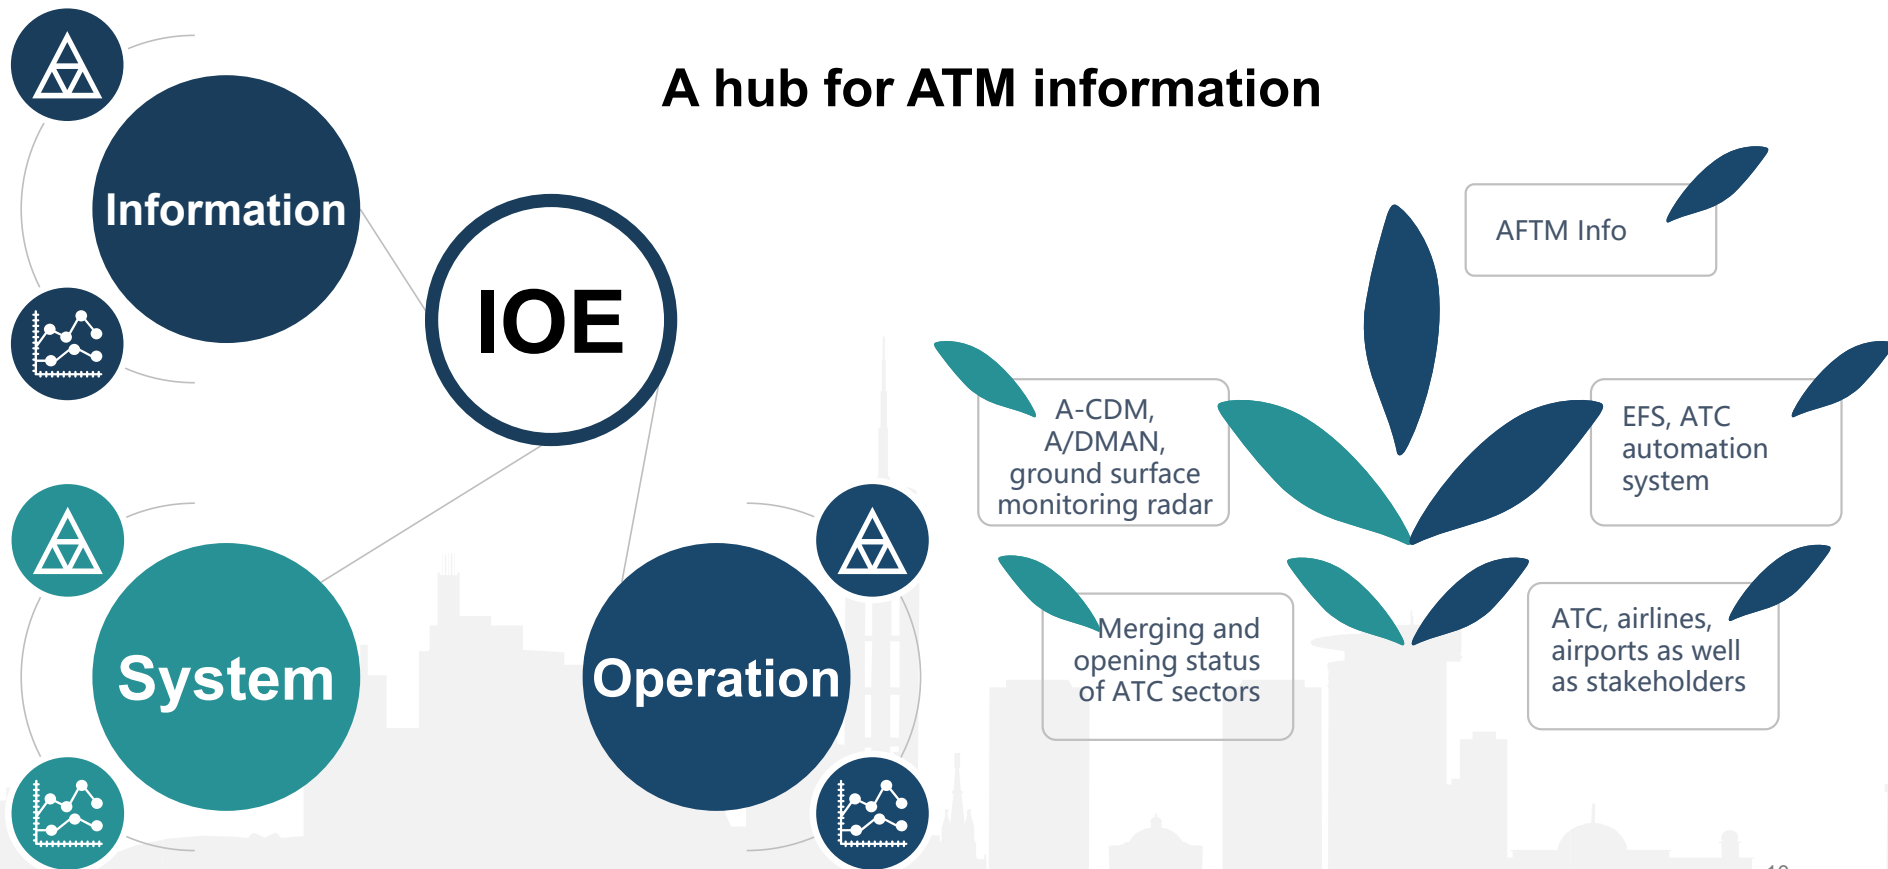 A hub for ATM information
Information
IOE
System
Operation
AFTM Info
A-CDM,
A/DMAN,
ground surface
monitoring radar
EFS, ATC
automation
system
Merging and
opening status
of ATC sectors
ATC, airlines,
airports as well
as stakeholders